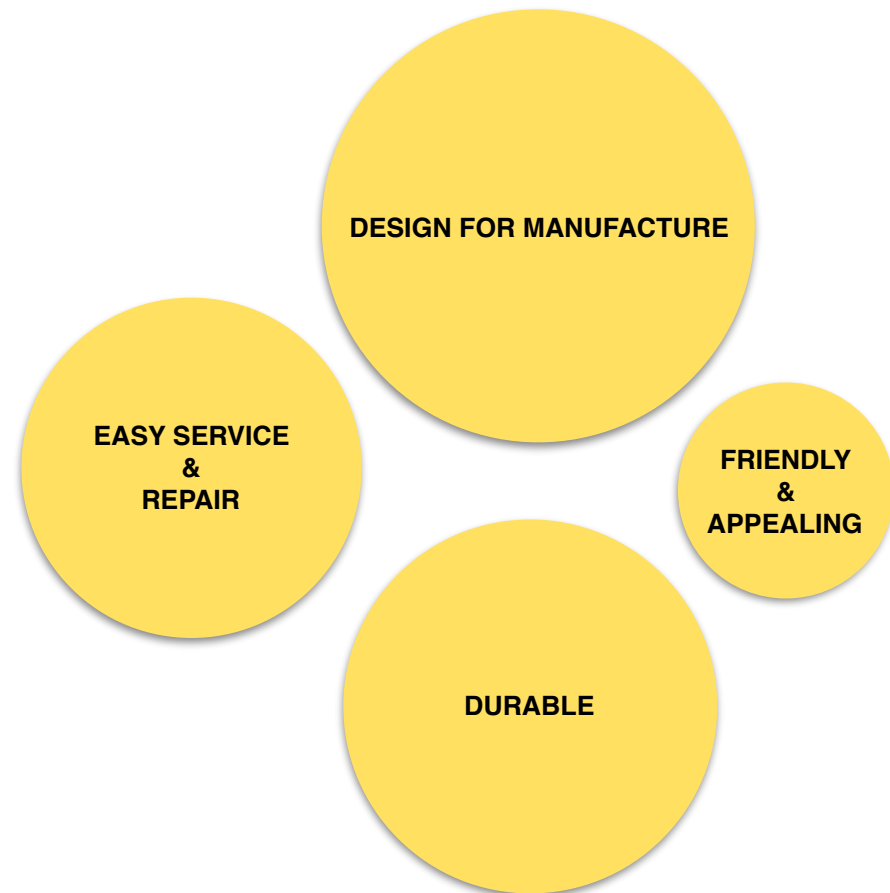 DESIGN FOR MANUFACTURE
EASY SERVICE
&
REPAIR
FRIENDLY
&
APPEALING
DURABLE